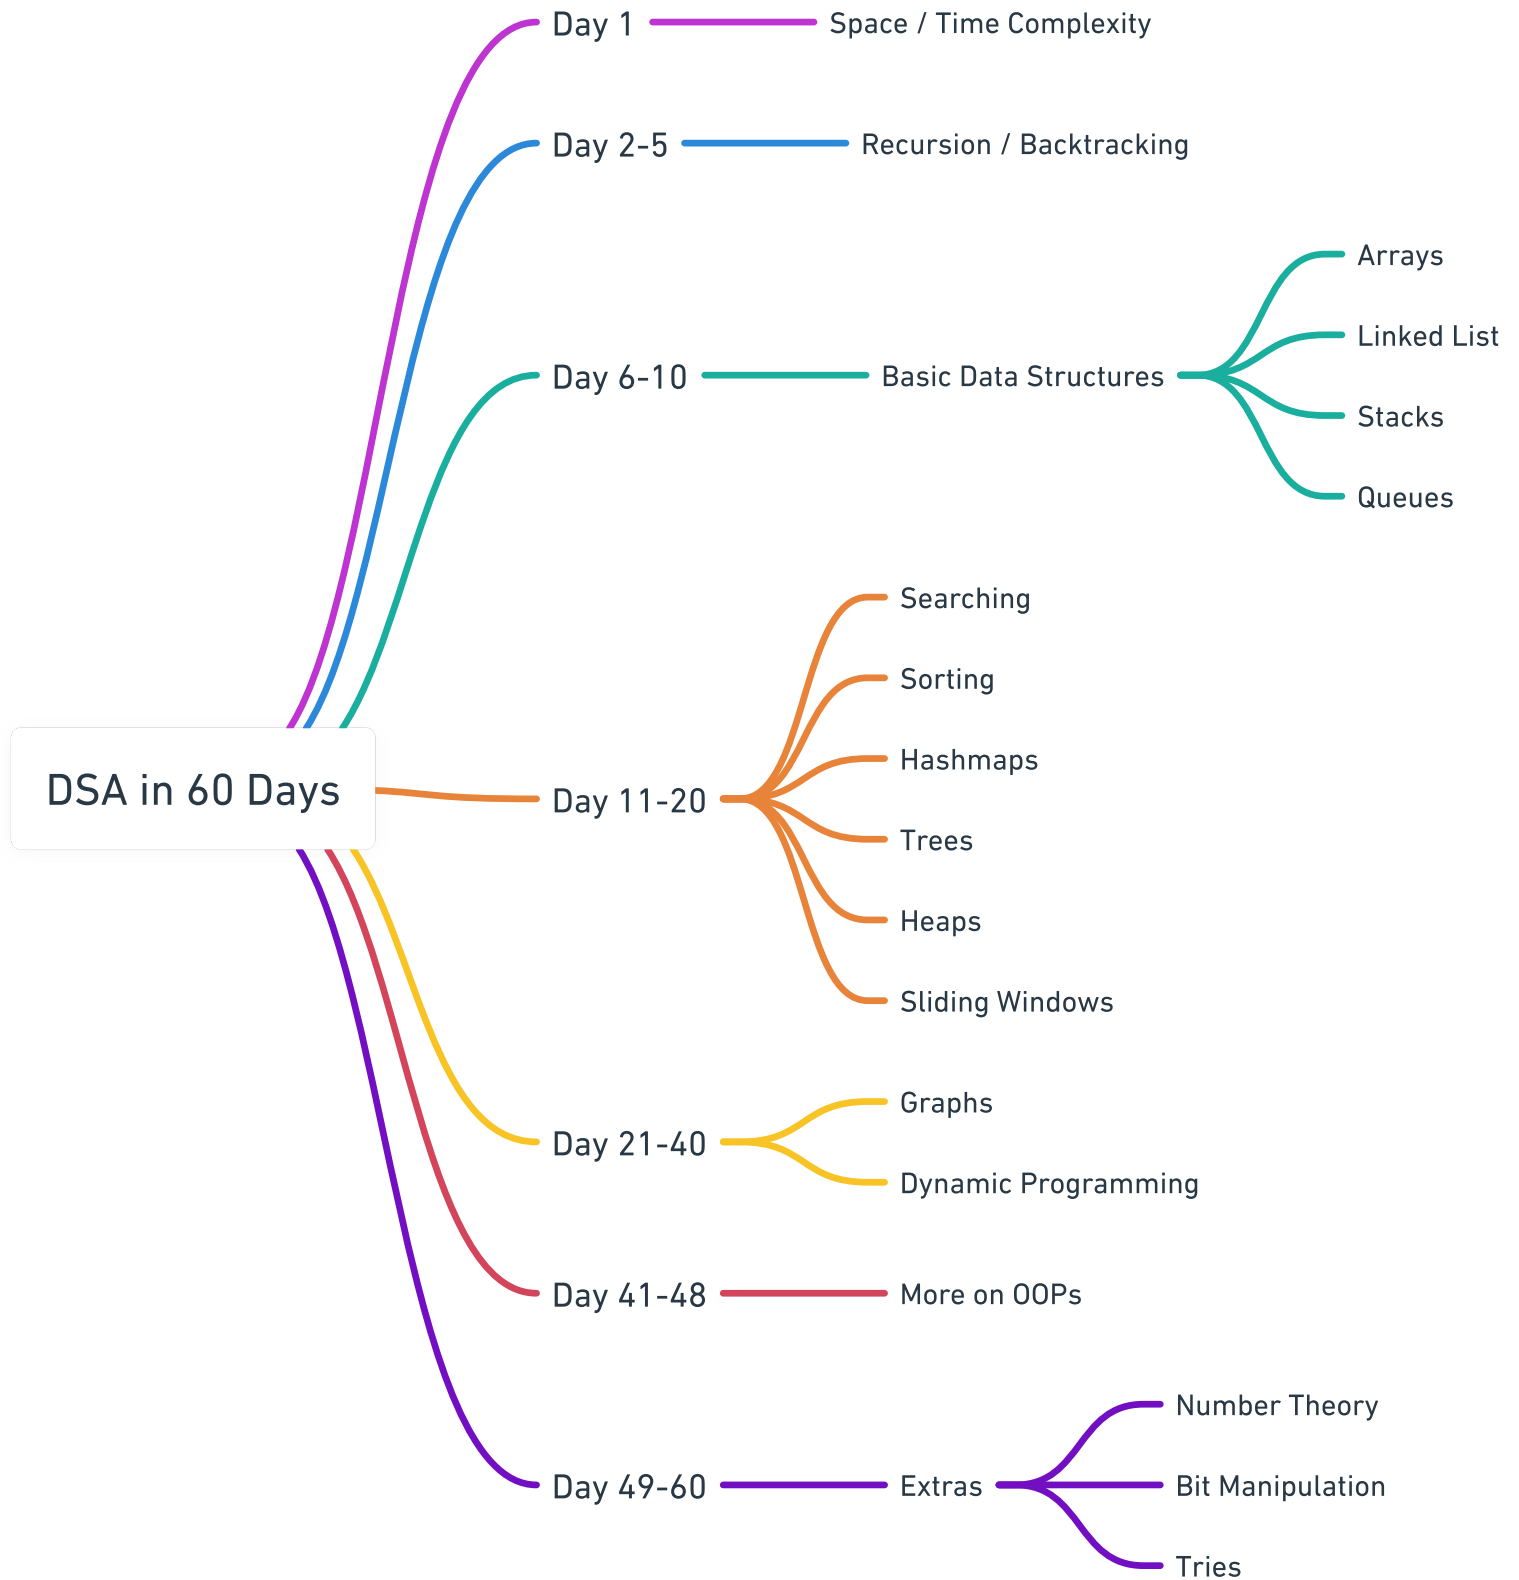 DSA in 60 Days
Day 1
Space / Time Complexity
Day 2-5
Recursion / Backtracking
Day 6-10
Basic Data Structures
Arrays
Linked List
Stacks
Queues
Day 11-20
Searching
Sorting
Hashmaps
Trees
Heaps
Sliding Windows
Day 21-40
Graphs
Dynamic Programming
Day 41-48
More on OOPs
Day 49-60
Extras
Number Theory
Bit Manipulation
Tries